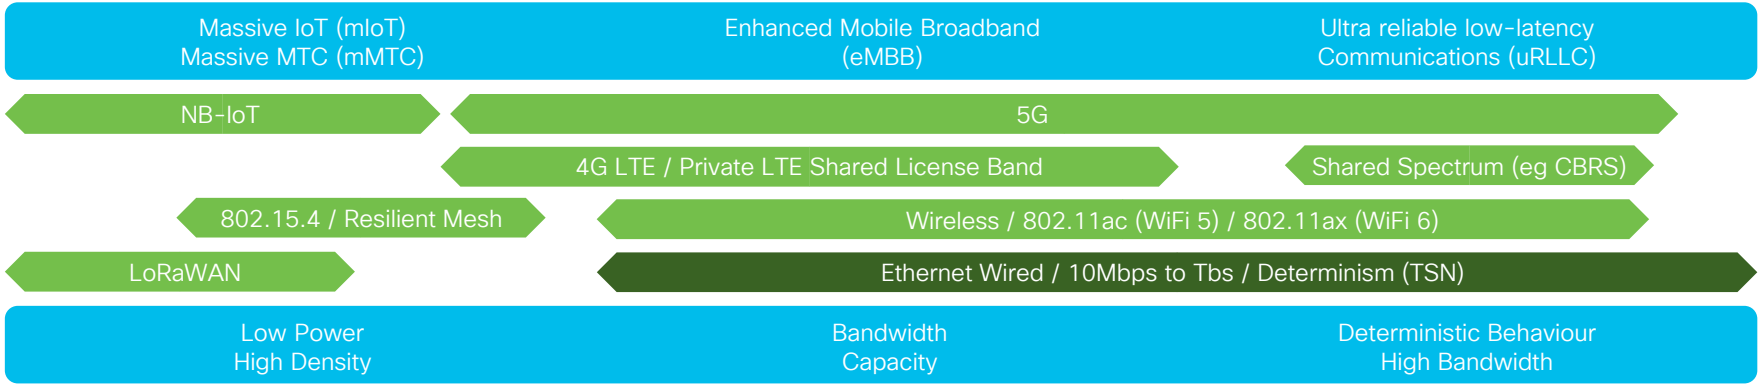 Massive IoT (mIoT)
Massive MTC (mMTC)
Enhanced Mobile Broadband
(eMBB)
Ultra reliable low-latency
Communications (uRLLC)
NB-IoT
5G
4G LTE / Private LTE Shared License Band
Shared Spectrum (eg CBRS)
802.15.4 / Resilient Mesh
Wireless / 802.11ac (WiFi 5) / 802.11ax (WiFi 6)
LoRaWAN
Ethernet Wired / 10Mbps to Tbs / Determinism (TSN)
Low Power
High Density
Bandwidth
Capacity
Deterministic Behaviour
High Bandwidth